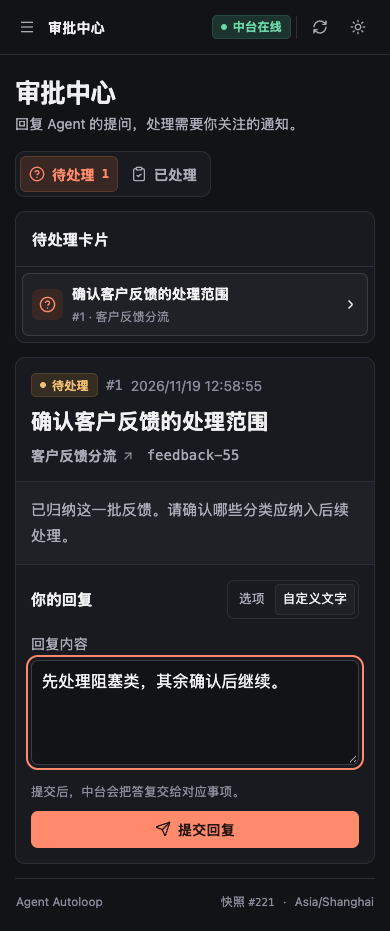 审批中心
中台在线
审批中心
回复 Agent 的提问，处理需要你关注的通知。
待处理 1
已处理
待处理卡片
确认客户反馈的处理范围
#1 · 客户反馈分流
待处理 #1 2026/11/19 12:58:55
确认客户反馈的处理范围
客户反馈分流 ↗ feedback-55
已归纳这一批反馈。请确认哪些分类应纳入后续
处理。
你的回复
选项
自定义文字
回复内容
先处理阻塞类，其余确认后继续。
提交后，中台会把答复交给对应事项。
提交回复
Agent Autoloop
快照 #221 · Asia/Shanghai